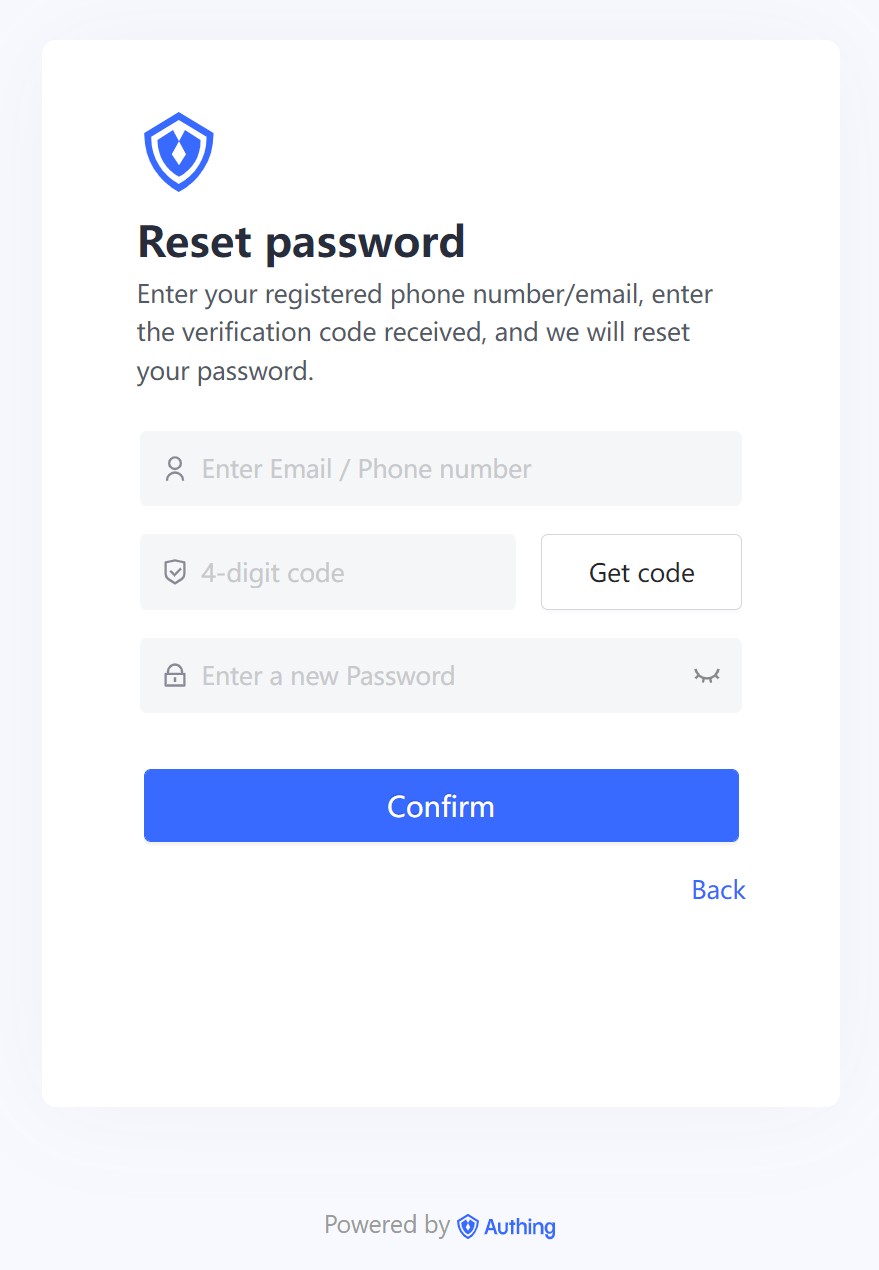 Reset password
Enter your registered phone number/email, enter
the verification code received, and we will reset
your password.
Enter Email / Phone number
4-digit code
Get code
Enter a new Password
Confirm
Back
Powered by Authing